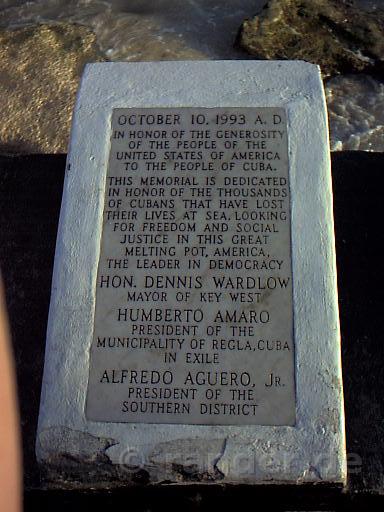 OCTOBER 10, 1993 A. D.
IN HONOR OF THE GENEROSITY
OF THE PEOPLE OF THE
UNITED STATES OF AMERICA
TO THE PEOPLE OF
CUBA.
THIS MEMORIAL IS DEDICATED
IN HONOR OF THE THOUSANDS
OF CUBANS THAT HAVE LOST
THEIR LIVES AT SEA, LOOKING
FOR FREEDOM AND SOCIAL
JUSTICE IN THIS GREAT
MELTING POT, AMERICA,
THE LEADER IN DEMOCRACY
HON. DENNIS WARDLOW
MAYOR OF KEY WEST
HUMBERTO AMARO
PRESIDENT OF THE
MUNICIPALITY OF REGLA, CUBA
IN EXILE
ALFREDO AGUERO, JR.
PRESIDENT OF THE
SOUTHERN DISTRICT